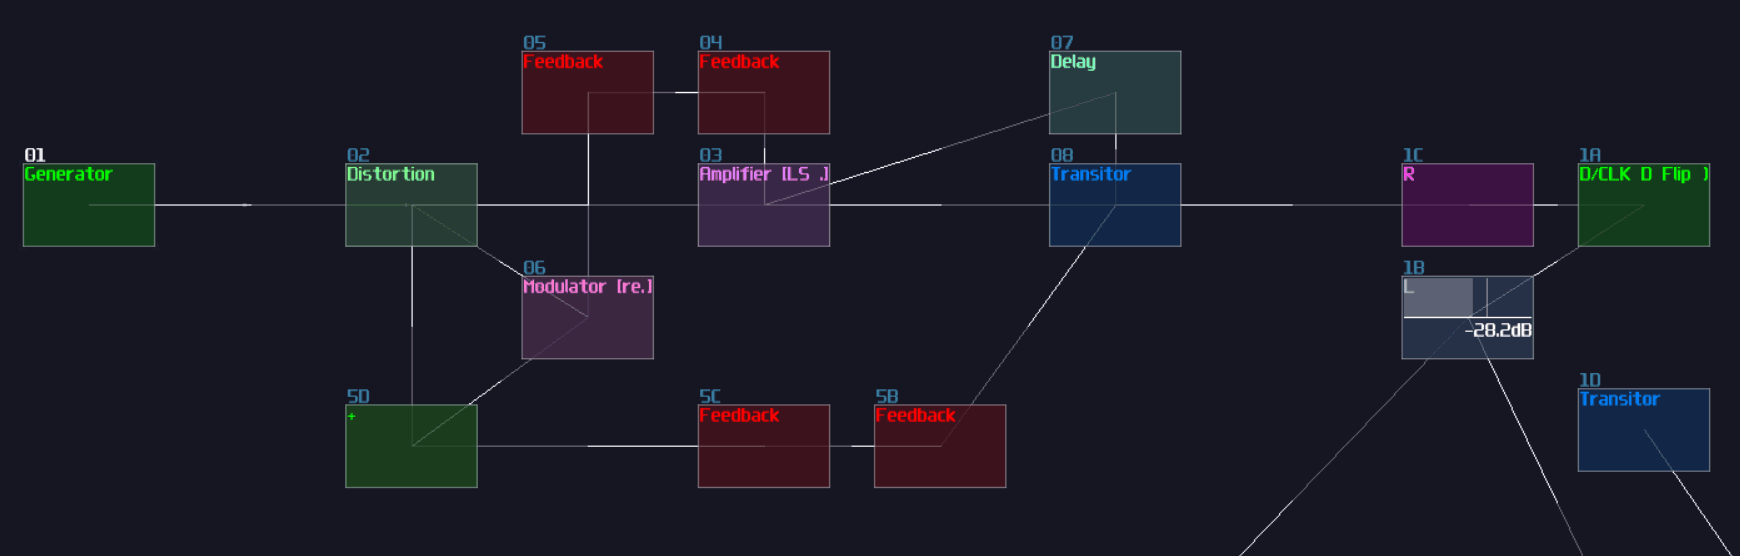 05
Feedback
04
Feedback
07
Delay
01
Generator
02
Distortion
03
Amplifier [LS .]
08
Transitor
1C
R
1A
D/CLK D Flip )
06
Modulator [re.]
1B
L
-28.2dB
5D
+
5C
Feedback
5B
Feedback
1D
Transitor